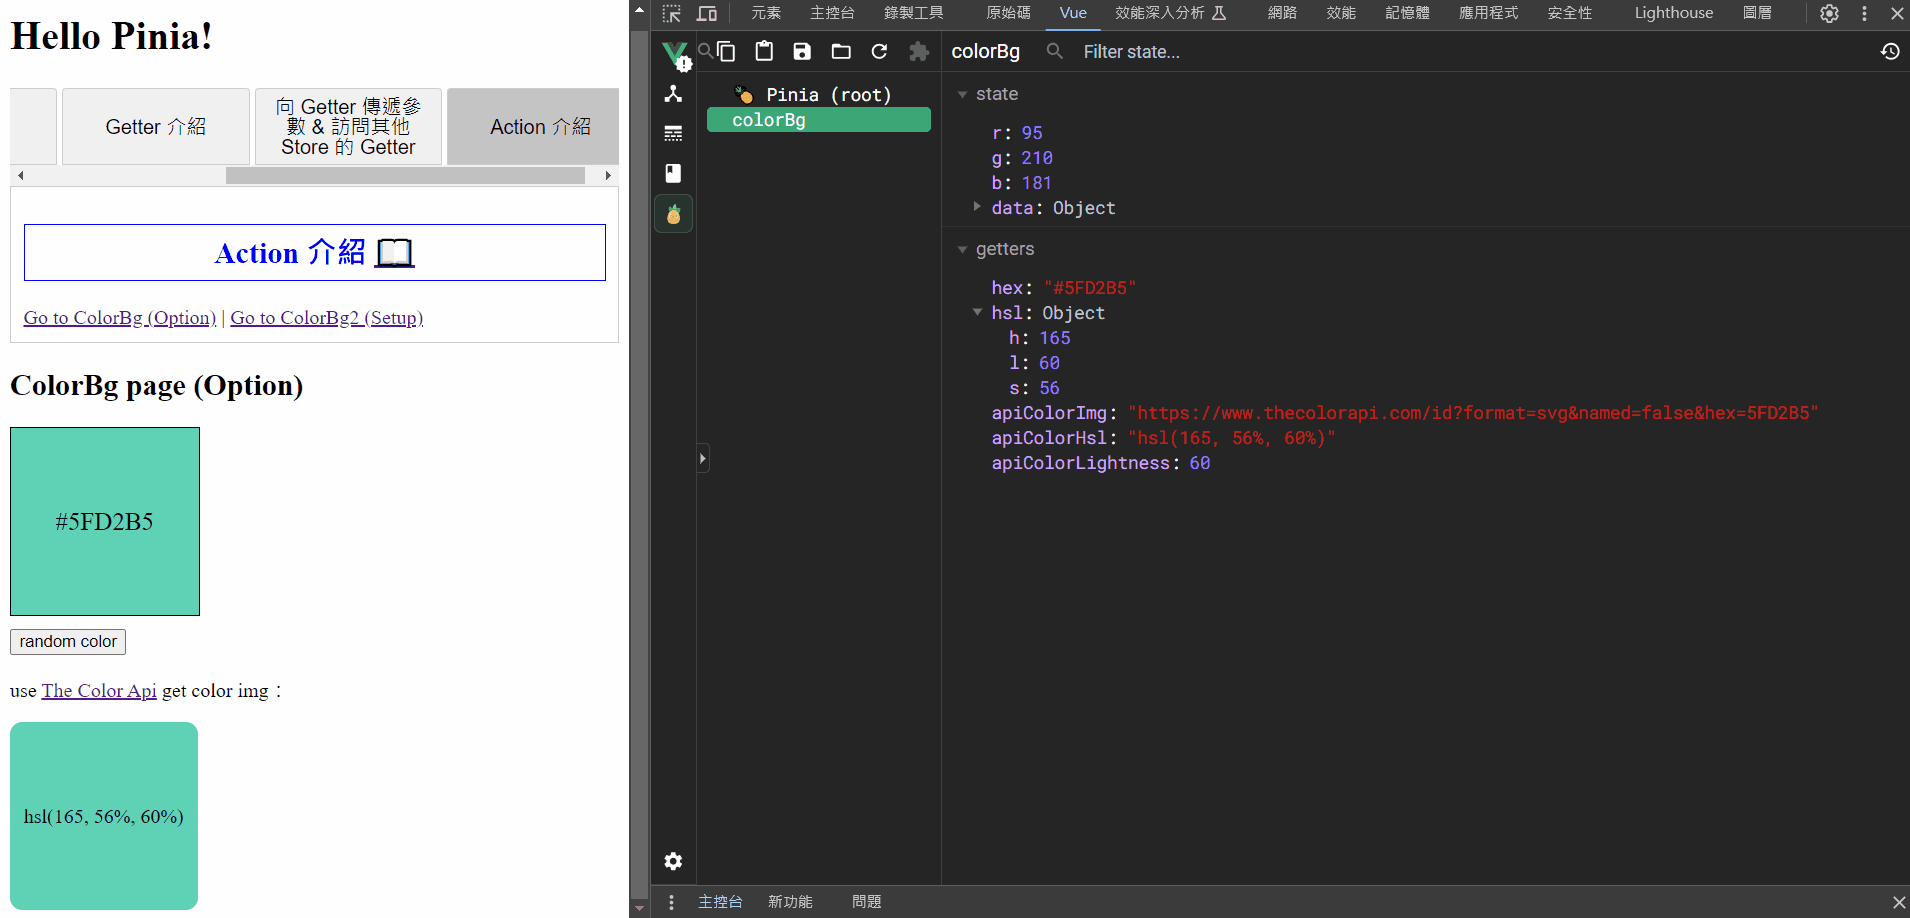 Hello Pinia!
Getter 介紹
向 Getter 傳遞參
數 & 訪問其他
Store 的 Getter
Action 介紹
Action 介紹 📖
Go to ColorBg (Option) | Go to ColorBg2 (Setup)
ColorBg page (Option)
#5FD2B5
random color
use The Color Api get color img：
hsl(165, 56%, 60%)
元素 主控台 錄製工具 原始碼 Vue 效能深入分析 網路 效能 記憶體 應用程式 安全性 Lighthouse 圖層
Pinia (root)
colorBg
colorBg Filter state...
state
r: 95
g: 210
b: 181
data: Object
getters
hex: "#5FD2B5"
hsl: Object
h: 165
l: 60
s: 56
apiColorImg: "https://www.thecolorapi.com/id?format=svg&named=false&hex=5FD2B5"
apiColorHsl: "hsl(165, 56%, 60%)"
apiColorLightness: 60
主控台 新功能 問題